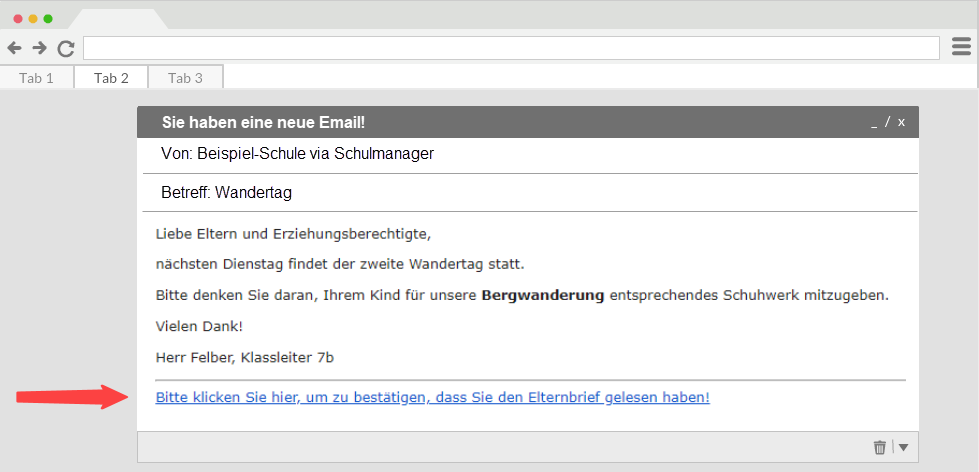 Tab 1
Tab 2
Tab 3
Sie haben eine neue Email!
_ / x
Von: Beispiel-Schule via Schulmanager
Betreff: Wandertag
Liebe Eltern und Erziehungsberechtigte,
nächsten Dienstag findet der zweite Wandertag statt.
Bitte denken Sie daran, Ihrem Kind für unsere Bergwanderung entsprechendes Schuhwerk mitzugeben.
Vielen Dank!
Herr Felber, Klassleiter 7b
Bitte klicken Sie hier, um zu bestätigen, dass Sie den Elternbrief gelesen haben!